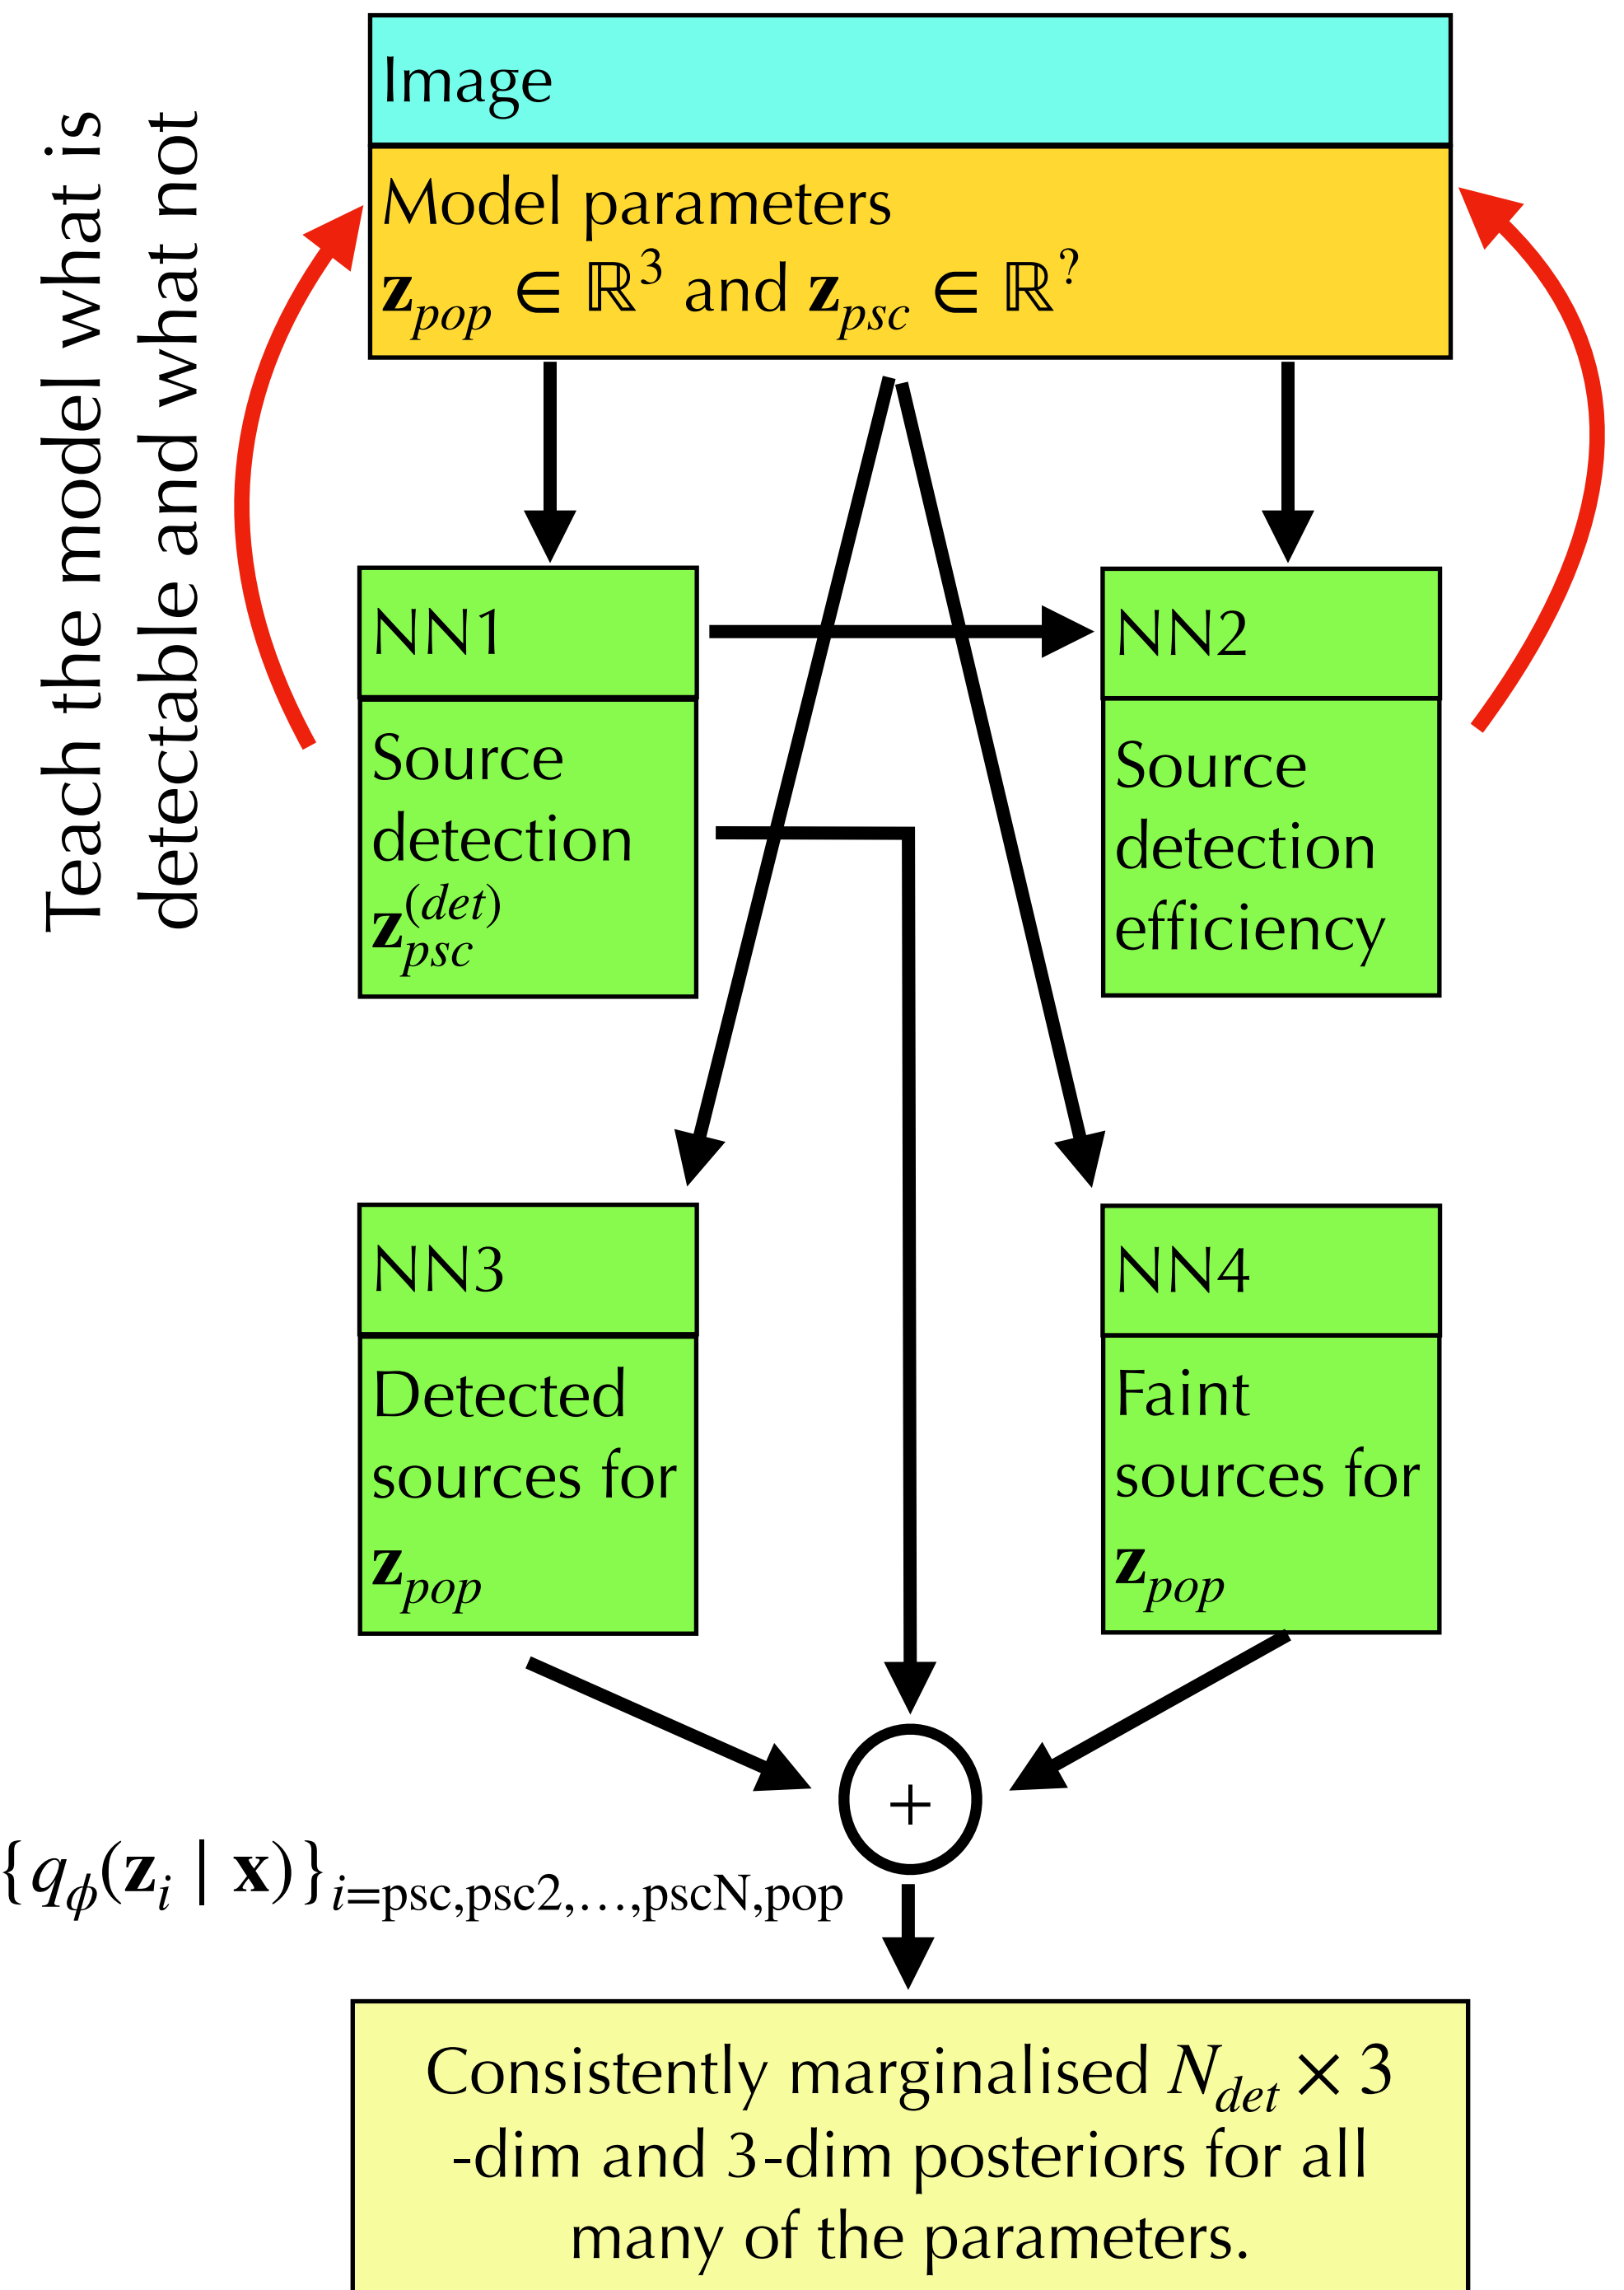 Teach the model what is
detectable and what not
Image
Model parameters
𝐳_pop ∈ ℝ³ and 𝐳_psc ∈ ℝ^?
NN1
Source
detection
𝐳_psc^(det)
NN2
Source
detection
efficiency
NN3
Detected
sources for
𝐳_pop
NN4
Faint
sources for
𝐳_pop
+
{q_ϕ(𝐳_i | 𝐱)}_i=psc,psc2,…,pscN,pop
Consistently marginalised N_det × 3
-dim and 3-dim posteriors for all
many of the parameters.